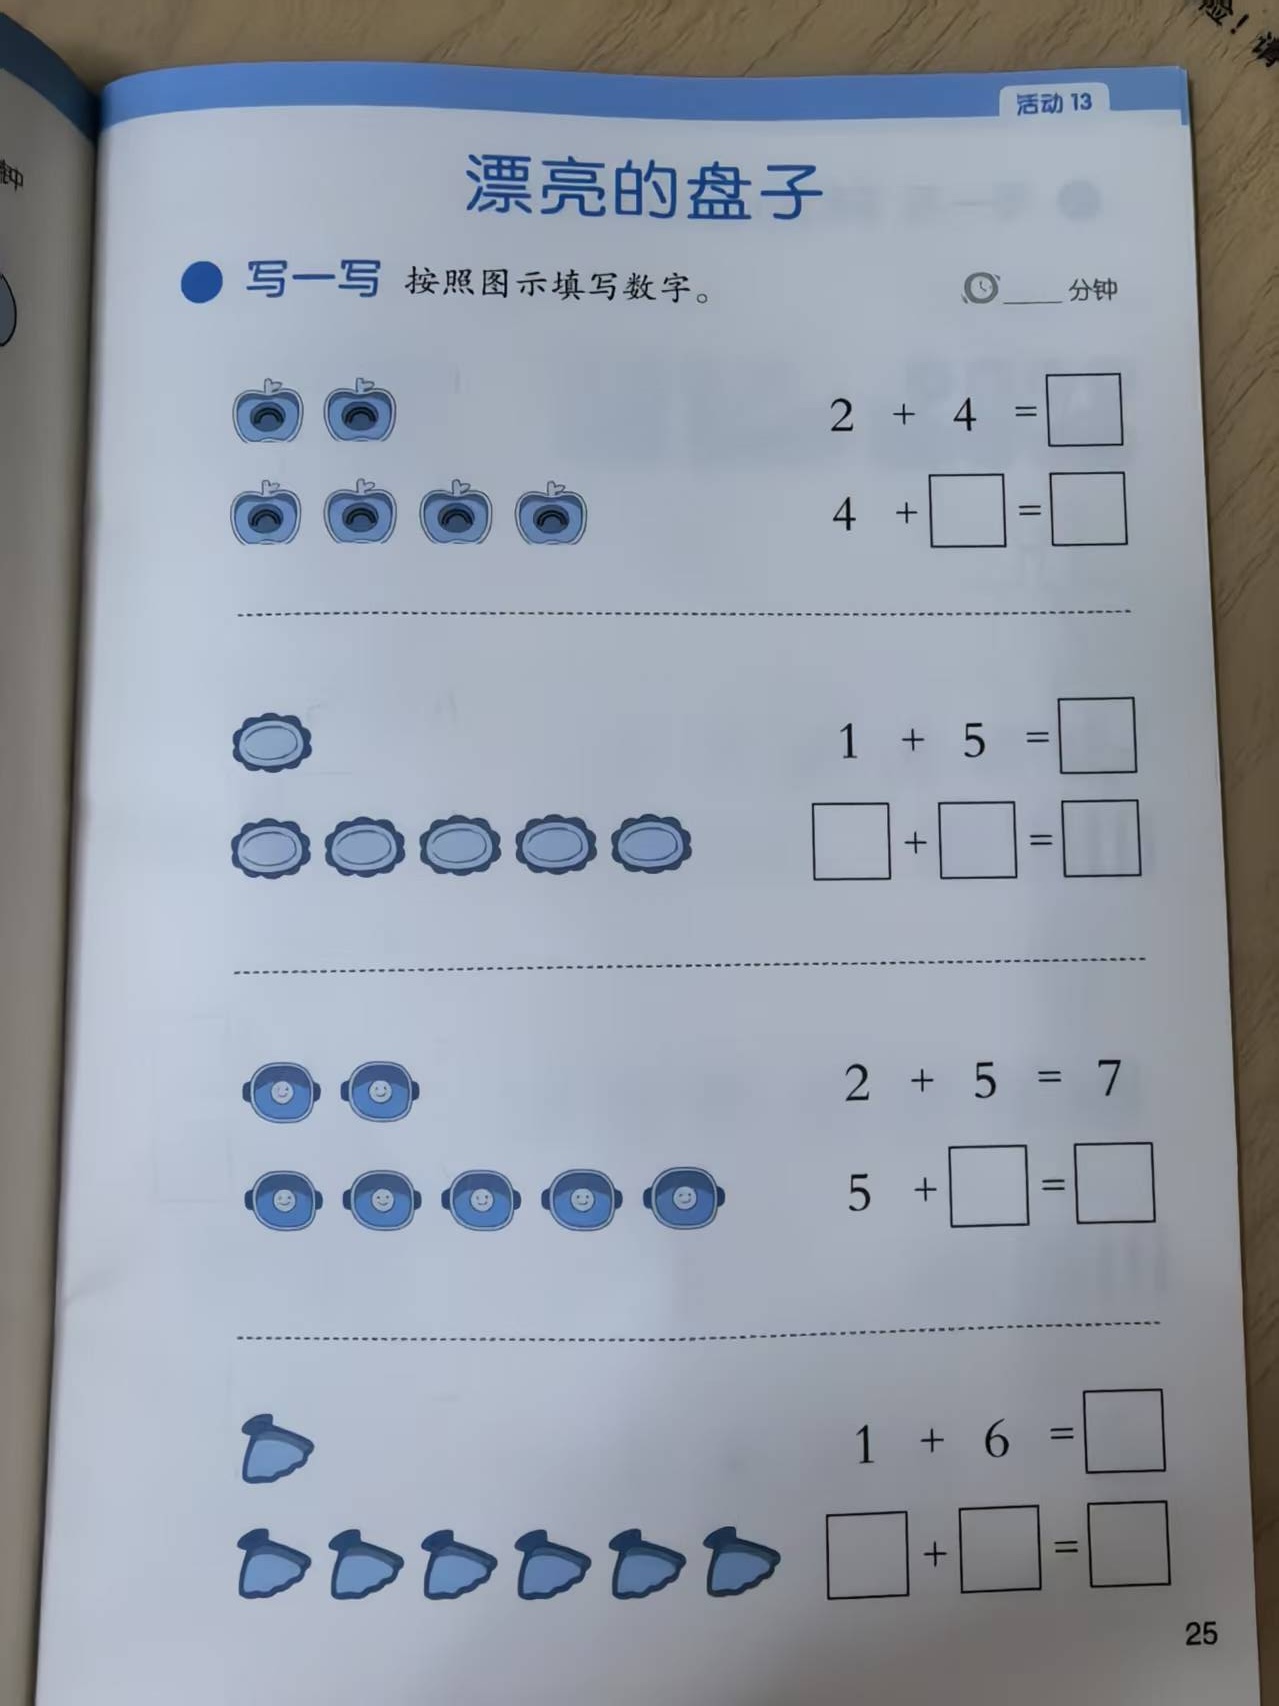 活动 13
漂亮的盘子
写一写 按照图示填写数字。 ____ 分钟
2 + 4 = □
4 + □ = □
1 + 5 = □
□ + □ = □
2 + 5 = 7
5 + □ = □
1 + 6 = □
□ + □ = □
25